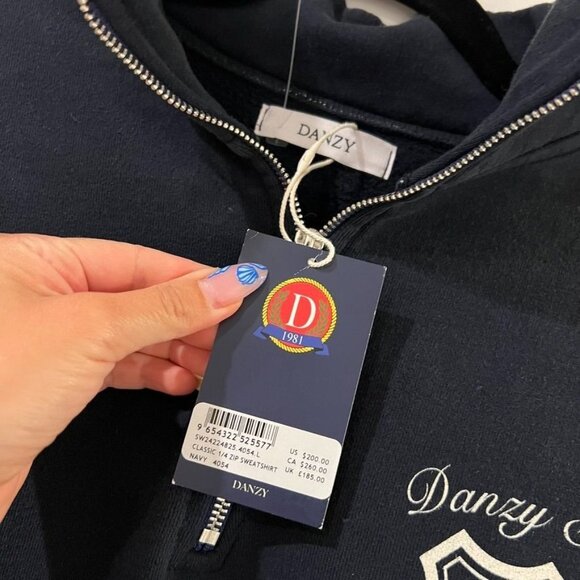 DANZY
D
1981
9 654322 525577
SW24224825.4054.L
CLASSIC 1/4 ZIP SWEATSHIRT
NAVY 4054
US $200.00
CA $260.00
UK £185.00
DANZY
Danzy